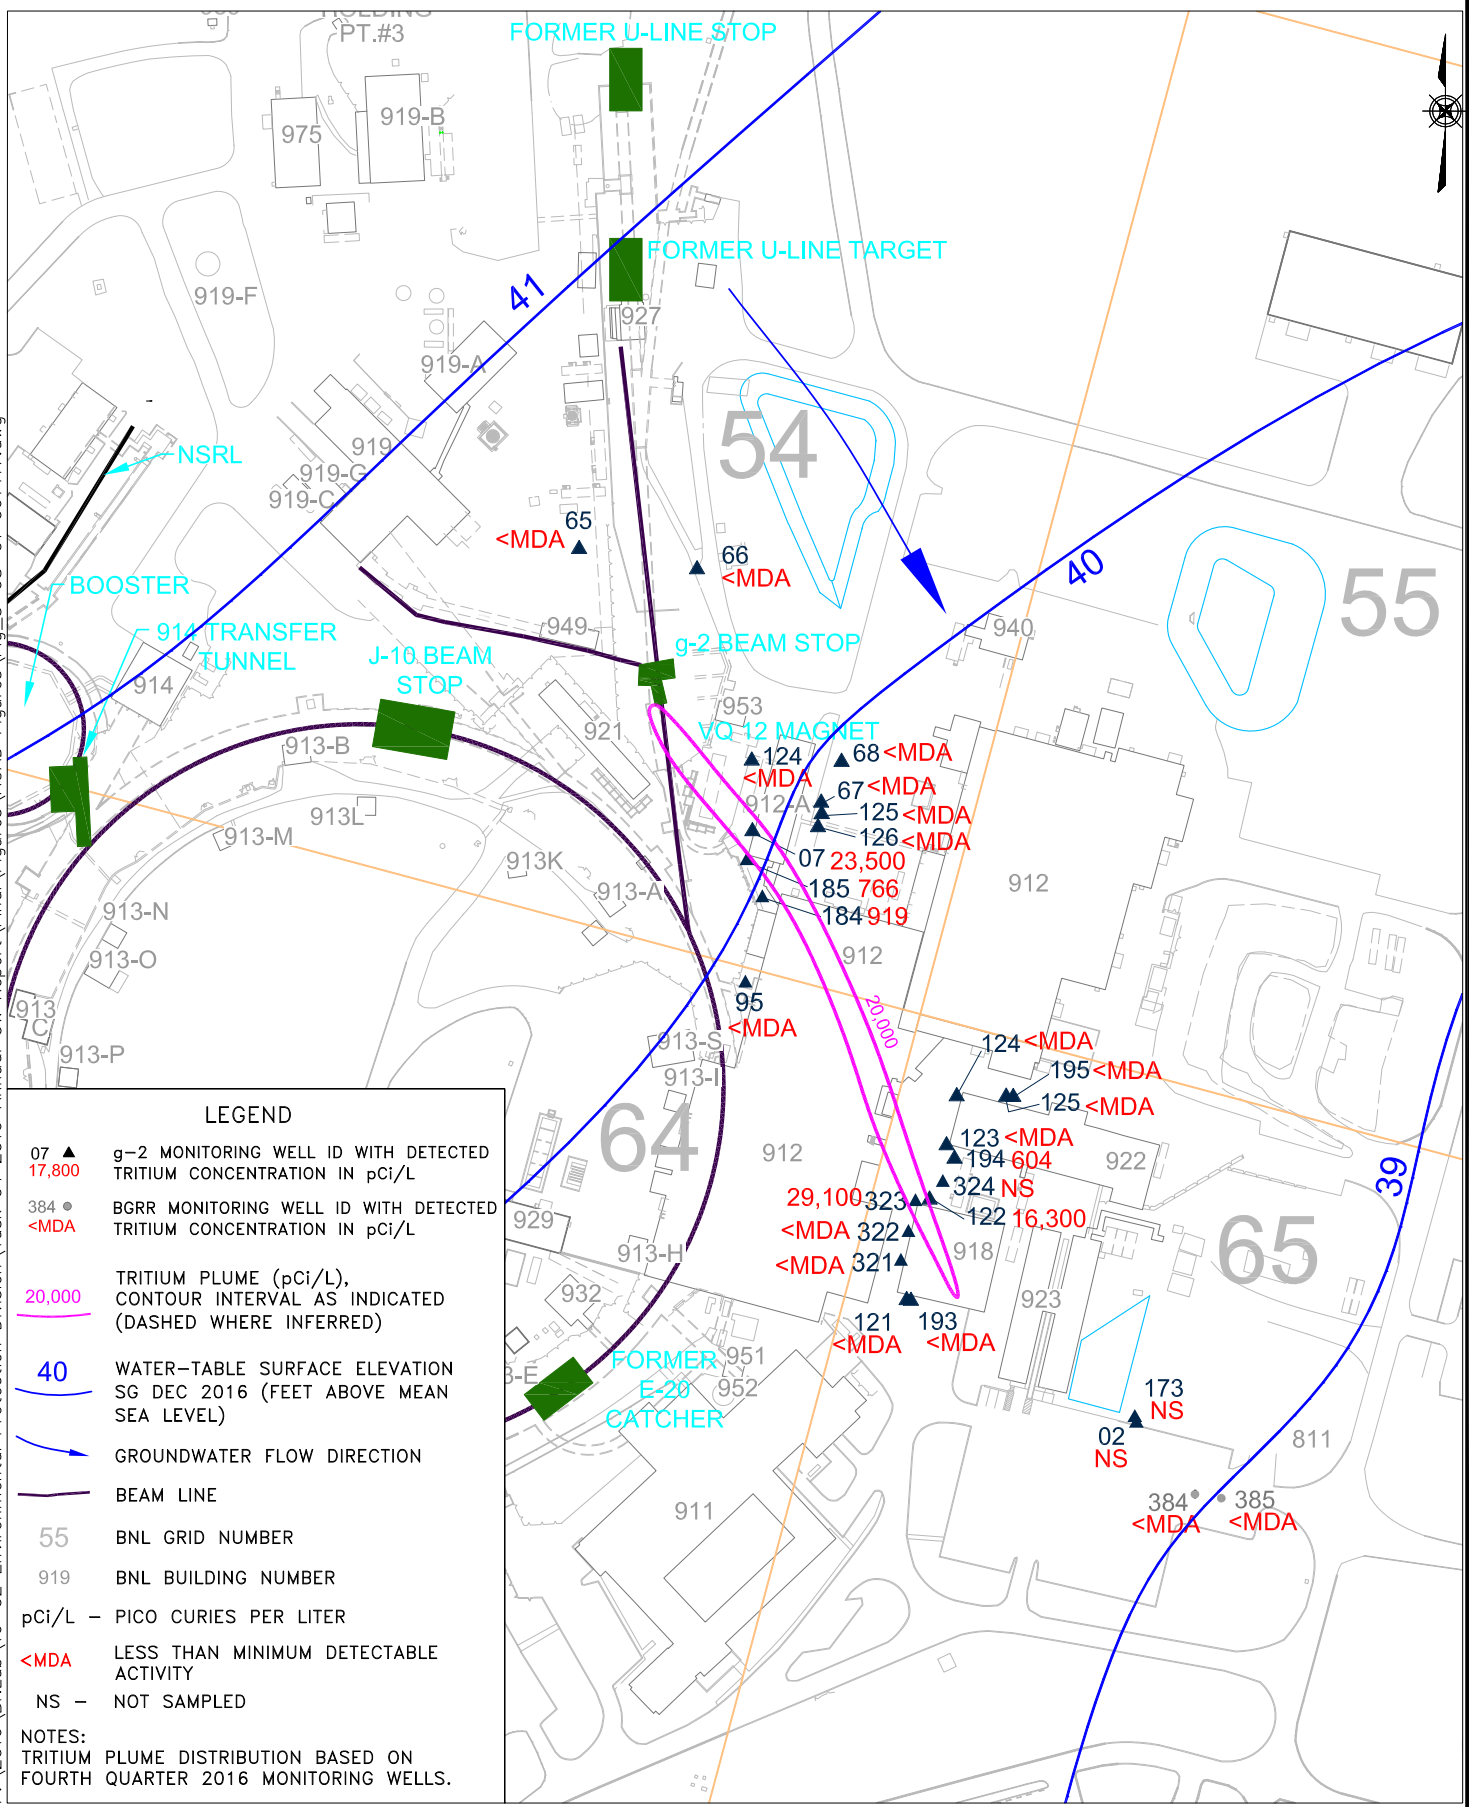 PT.#3
FORMER U-LINE STOP
919-B
975
FORMER U-LINE TARGET
41
919-F
927
919-A
54
919
NSRL
919-G
919-C
65
<MDA
66
<MDA
40
55
BOOSTER
914 TRANSFER
TUNNEL
949
940
J-10 BEAM
STOP
g-2 BEAM STOP
914
953
921
VQ 12 MAGNET
913-B
124
<MDA
68 <MDA
67 <MDA
912-A
125 <MDA
913L
913-M
126 <MDA
913K
07 23,500
913-A
185 766
912
913-N
184 919
912
913-O
95
<MDA
20,000
913
C
913-S
913-P
913-I
124 <MDA
195 <MDA
125 <MDA
64
912
123 <MDA
194 604
922
324 NS
29,100 323
122 16,300
39
929
<MDA 322
918
65
913-H
<MDA 321
932
923
121
<MDA
193
<MDA
FORMER
E-20
CATCHER
951
952
173
NS
02
NS
811
911
384
<MDA
385
<MDA
LEGEND
07
17,800
g-2 MONITORING WELL ID WITH DETECTED
TRITIUM CONCENTRATION IN pCi/L
384
<MDA
BGRR MONITORING WELL ID WITH DETECTED
TRITIUM CONCENTRATION IN pCi/L
20,000
TRITIUM PLUME (pCi/L),
CONTOUR INTERVAL AS INDICATED
(DASHED WHERE INFERRED)
40
WATER-TABLE SURFACE ELEVATION
SG DEC 2016 (FEET ABOVE MEAN
SEA LEVEL)
GROUNDWATER FLOW DIRECTION
BEAM LINE
55 BNL GRID NUMBER
919 BNL BUILDING NUMBER
pCi/L – PICO CURIES PER LITER
<MDA LESS THAN MINIMUM DETECTABLE
ACTIVITY
NS – NOT SAMPLED
NOTES:
TRITIUM PLUME DISTRIBUTION BASED ON
FOURTH QUARTER 2016 MONITORING WELLS.